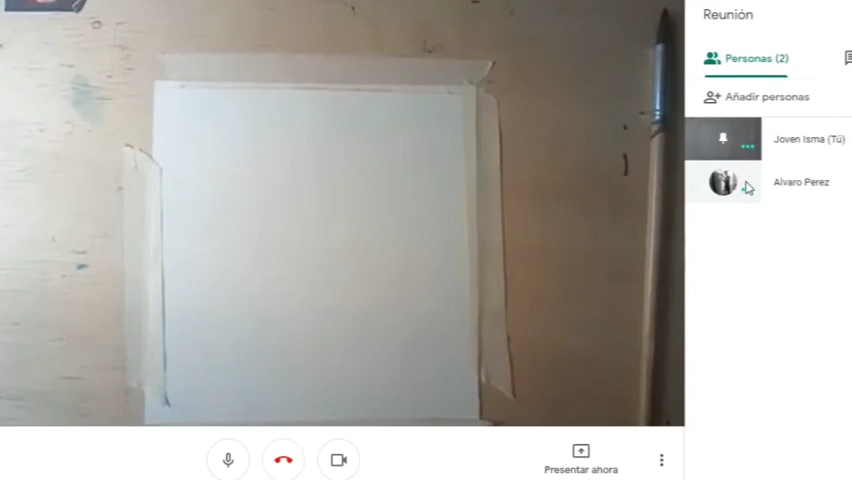 Reunión
Personas (2)
Añadir personas
Joven Isma (Tú)
Alvaro Perez
Presentar ahora